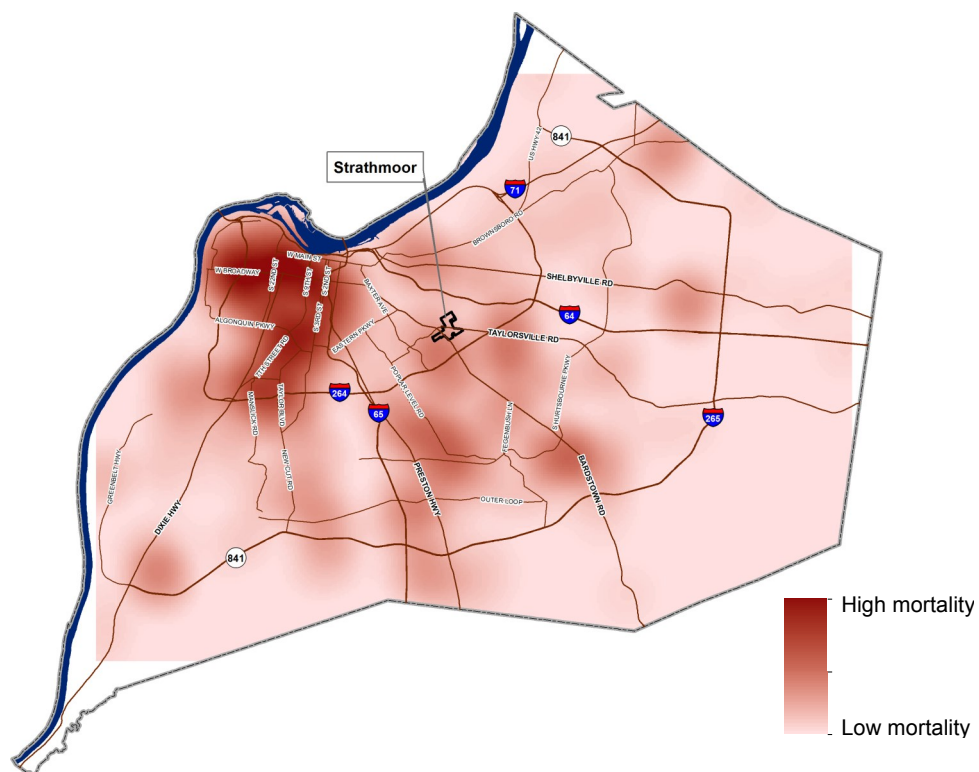 US HWY 42
841
Strathmoor
71
BROWNSBORO RD
W MAIN ST
W BROADWAY
S 22ND ST
S 9TH ST
S 2ND ST
S 3RD ST
BAXTER AVE
SHELBYVILLE RD
64
ALGONQUIN PKWY
EASTERN PKWY
TAYLORSVILLE RD
7TH STREET RD
POPLAR LEVEL RD
264
65
MANSLICK RD
TAYLOR BLVD
S HURTSBOURNE PKWY
FEGENBUSH LN
265
GREENBELT HWY
NEW CUT RD
PRESTON HWY
BARDSTOWN RD
OUTER LOOP
DIXIE HWY
841
High mortality
Low mortality